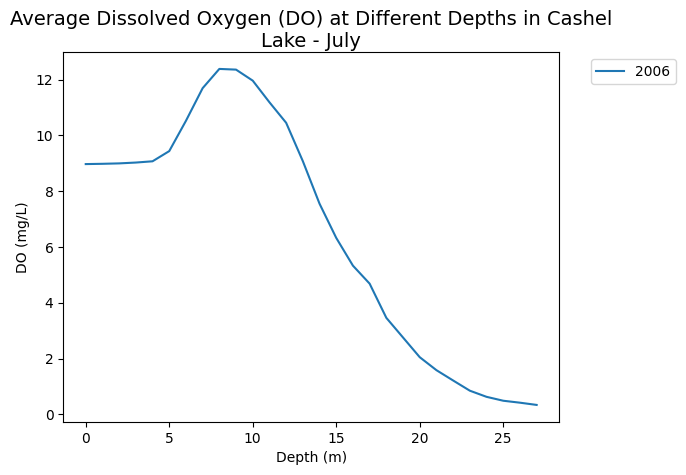 Average Dissolved Oxygen (DO) at Different Depths in Cashel
Lake - July
2006
DO (mg/L)
12
10
8
6
4
2
0
0 5 10 15 20 25
Depth (m)